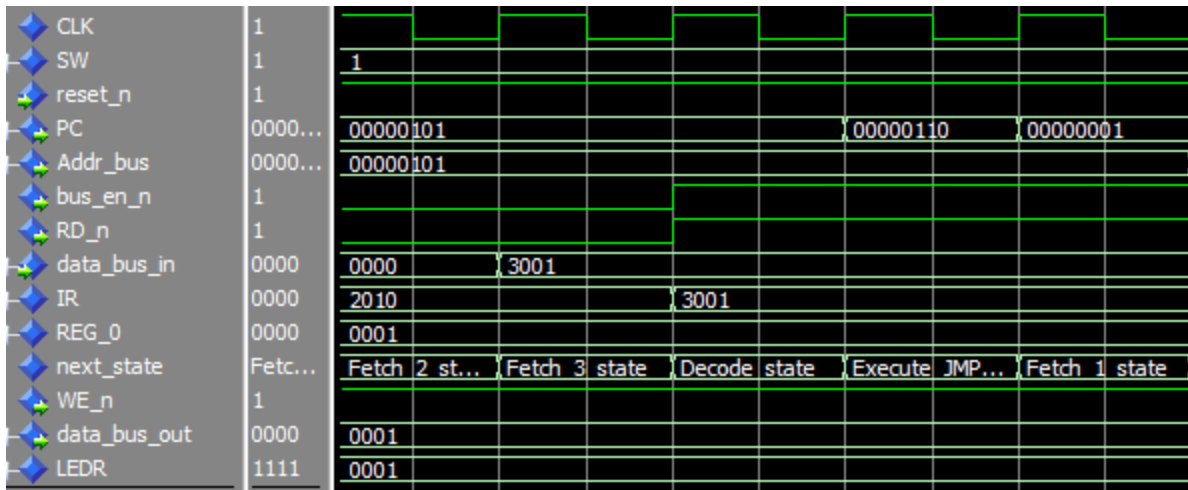 CLK 1
SW 1 1
reset_n 1
PC 0000... 00000101 00000110 00000001
Addr_bus 0000... 00000101
bus_en_n 1
RD_n 1
data_bus_in 0000 0000 3001
IR 0000 2010 3001
REG_0 0000 0001
next_state Fetc... Fetch 2 st... Fetch 3 state Decode state Execute JMP... Fetch 1 state
WE_n 1
data_bus_out 0000 0001
LEDR 1111 0001